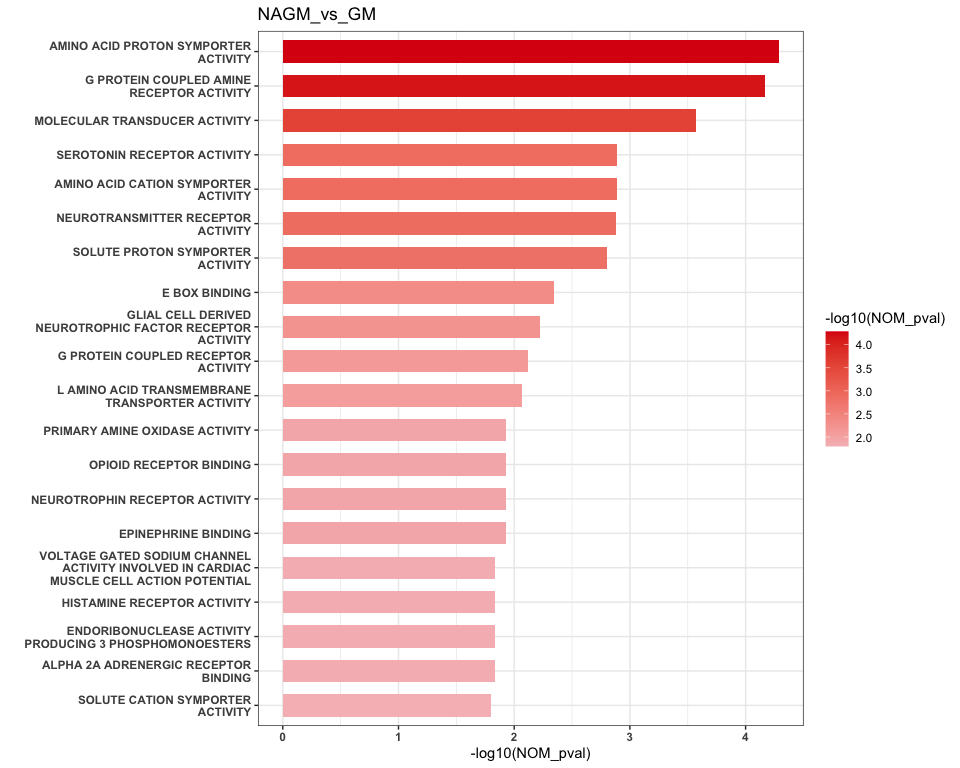 NAGM_vs_GM
AMINO ACID PROTON SYMPORTER
ACTIVITY
G PROTEIN COUPLED AMINE
RECEPTOR ACTIVITY
MOLECULAR TRANSDUCER ACTIVITY
SEROTONIN RECEPTOR ACTIVITY
AMINO ACID CATION SYMPORTER
ACTIVITY
NEUROTRANSMITTER RECEPTOR
ACTIVITY
SOLUTE PROTON SYMPORTER
ACTIVITY
E BOX BINDING
GLIAL CELL DERIVED
NEUROTROPHIC FACTOR RECEPTOR
ACTIVITY
G PROTEIN COUPLED RECEPTOR
ACTIVITY
L AMINO ACID TRANSMEMBRANE
TRANSPORTER ACTIVITY
PRIMARY AMINE OXIDASE ACTIVITY
OPIOID RECEPTOR BINDING
NEUROTROPHIN RECEPTOR ACTIVITY
EPINEPHRINE BINDING
VOLTAGE GATED SODIUM CHANNEL
ACTIVITY INVOLVED IN CARDIAC
MUSCLE CELL ACTION POTENTIAL
HISTAMINE RECEPTOR ACTIVITY
ENDORIBONUCLEASE ACTIVITY
PRODUCING 3 PHOSPHOMONOESTERS
ALPHA 2A ADRENERGIC RECEPTOR
BINDING
SOLUTE CATION SYMPORTER
ACTIVITY
0 1 2 3 4
-log10(NOM_pval)
-log10(NOM_pval)
4.0
3.5
3.0
2.5
2.0